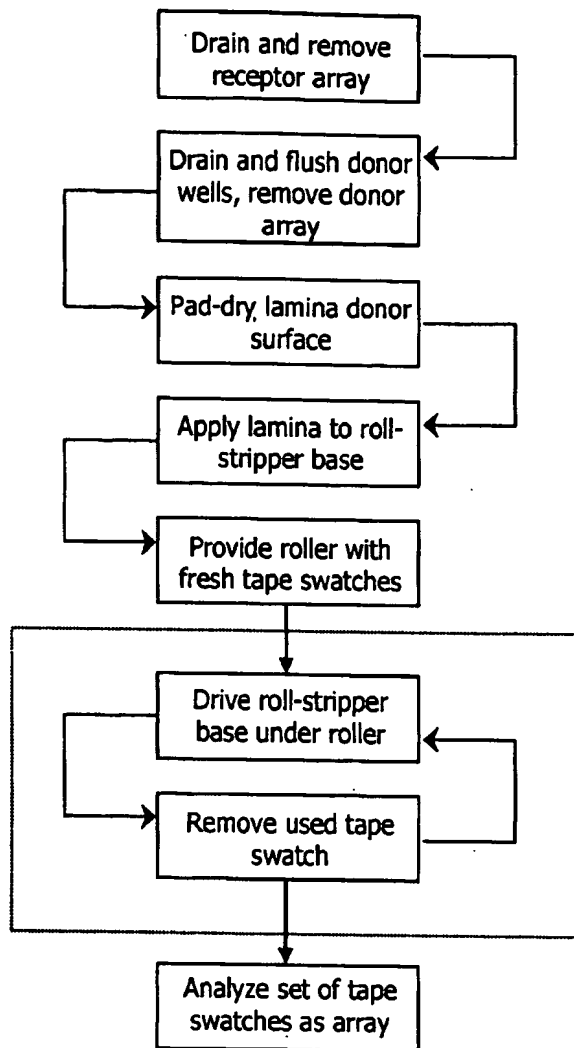 Drain and remove
receptor array
Drain and flush donor
wells, remove donor
array
Pad-dry lamina donor
surface
Apply lamina to roll-
stripper base
Provide roller with
fresh tape swatches
Drive roll-stripper
base under roller
Remove used tape
swatch
Analyze set of tape
swatches as array